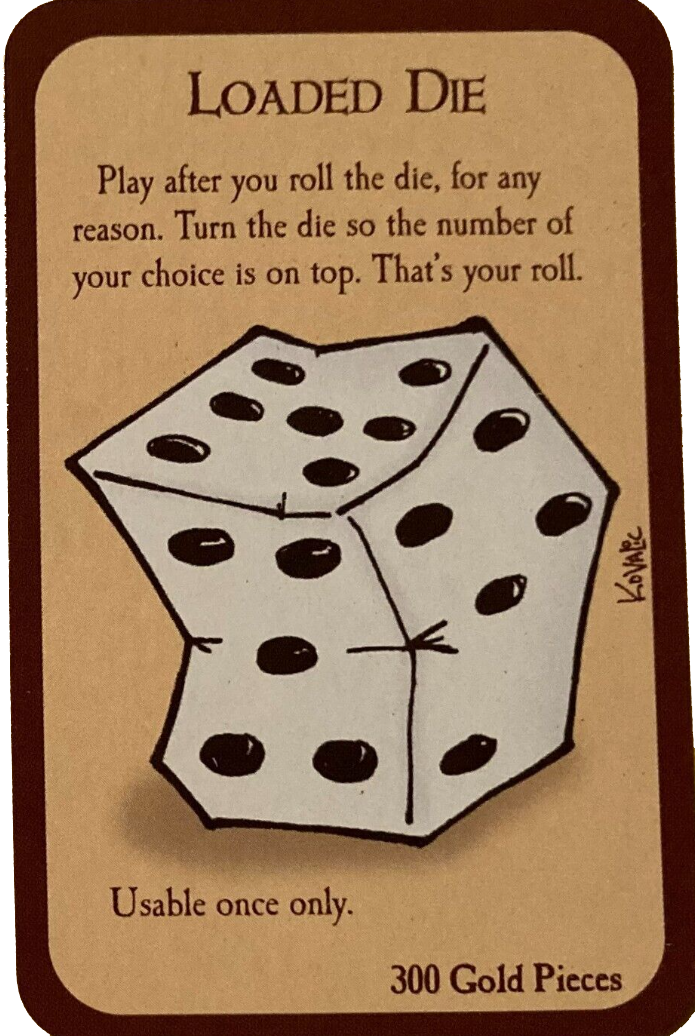 LOADED DIE
Play after you roll the die, for any
reason. Turn the die so the number of
your choice is on top. That's your roll.
KOVALIC
Usable once only.
300 Gold Pieces